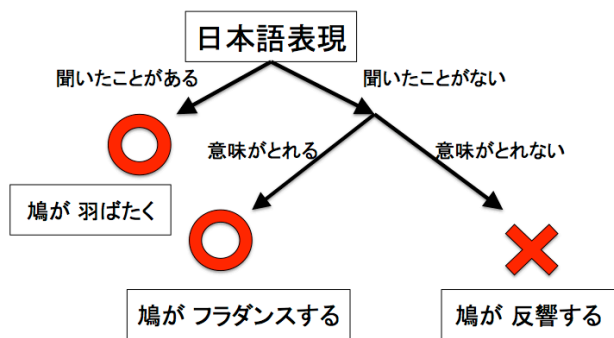 日本語表現
聞いたことがある
聞いたことがない
意味がとれる
意味がとれない
鳩が 羽ばたく
鳩が フラダンスする
鳩が 反響する